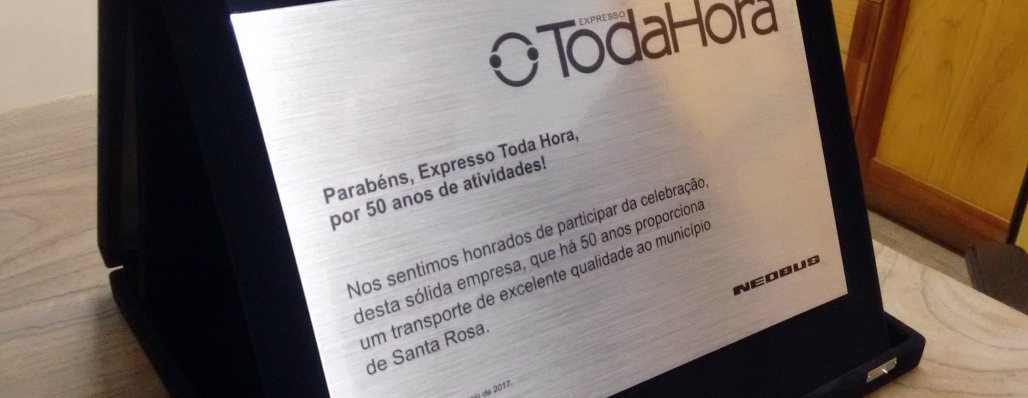 EXPRESSO
TodaHora
Parabéns, Expresso Toda Hora,
por 50 anos de atividades!
Nos sentimos honrados de participar da celebração,
desta sólida empresa, que há 50 anos proporciona
um transporte de excelente qualidade ao município
de Santa Rosa.
NEOBUS
de 2017.